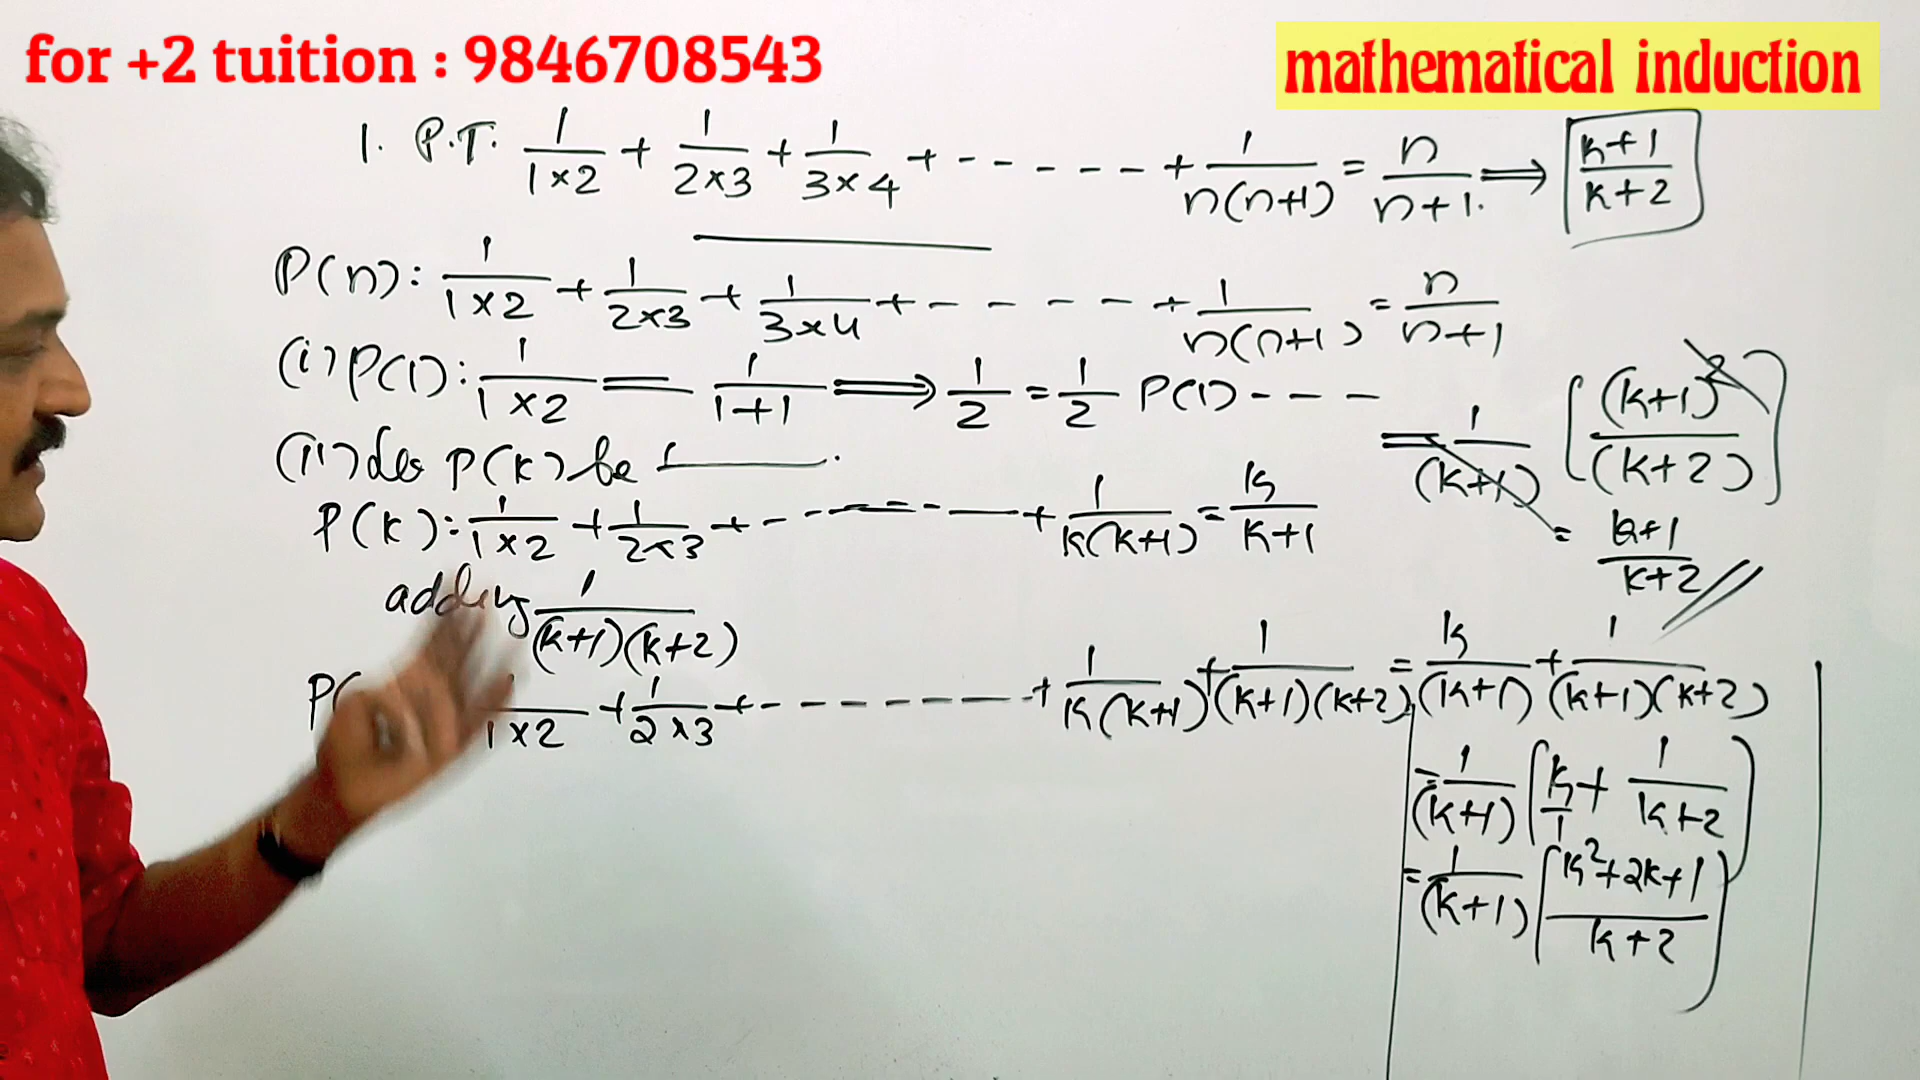 for +2 tuition : 9846708543
mathematical induction
1. P.T. 1/(1×2) + 1/(2×3) + 1/(3×4) + - - - - - + 1/(n(n+1)) = n/(n+1). ⟹ (k+1)/(k+2)
P(n): 1/(1×2) + 1/(2×3) + 1/(3×4) + - - - - - + 1/(n(n+1)) = n/(n+1)
(i) P(1): 1/(1×2) = 1/(1+1) ⟹ 1/2 = 1/2 P(1) - - -
(ii) P(k) be
P(k): 1/(1×2) + 1/(2×3) + - - - - - + 1/(k(k+1)) = k/(k+1)
adding 1/((k+1)(k+2))
P( 1×2 + 1/(2×3) + - - - - - - - + 1/(k(k+1)) + 1/((k+1)(k+2)) = k/(k+1) + 1/((k+1)(k+2))
= 1/(k+1) [k/1 + 1/(k+2)]
= 1/(k+1) [(k²+2k+1)/(k+2)]
= 1/(k+1) [(k+1)²/(k+2)]
= (k+1)/(k+2)